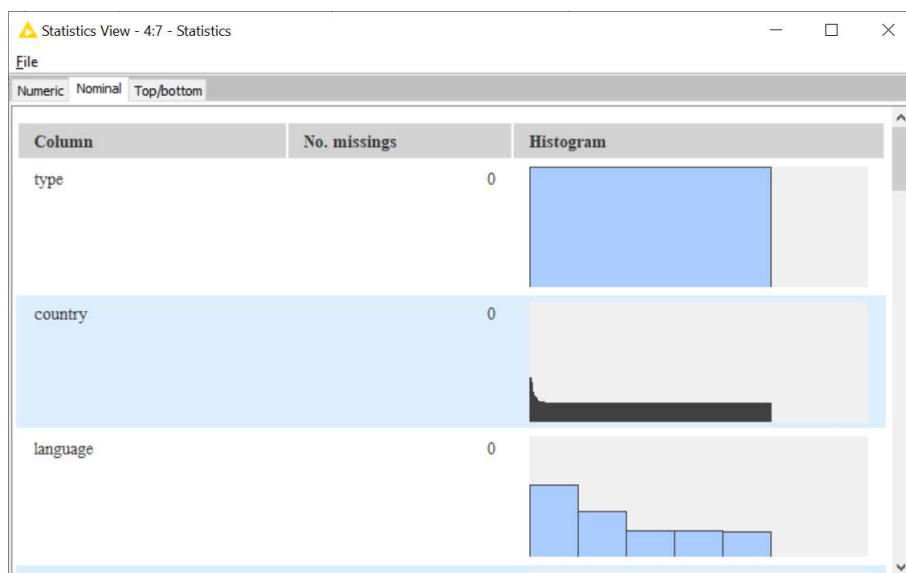 Statistics View - 4:7 - Statistics
File
Numeric Nominal Top/bottom
Column No. missings Histogram
type 0
country 0
language 0